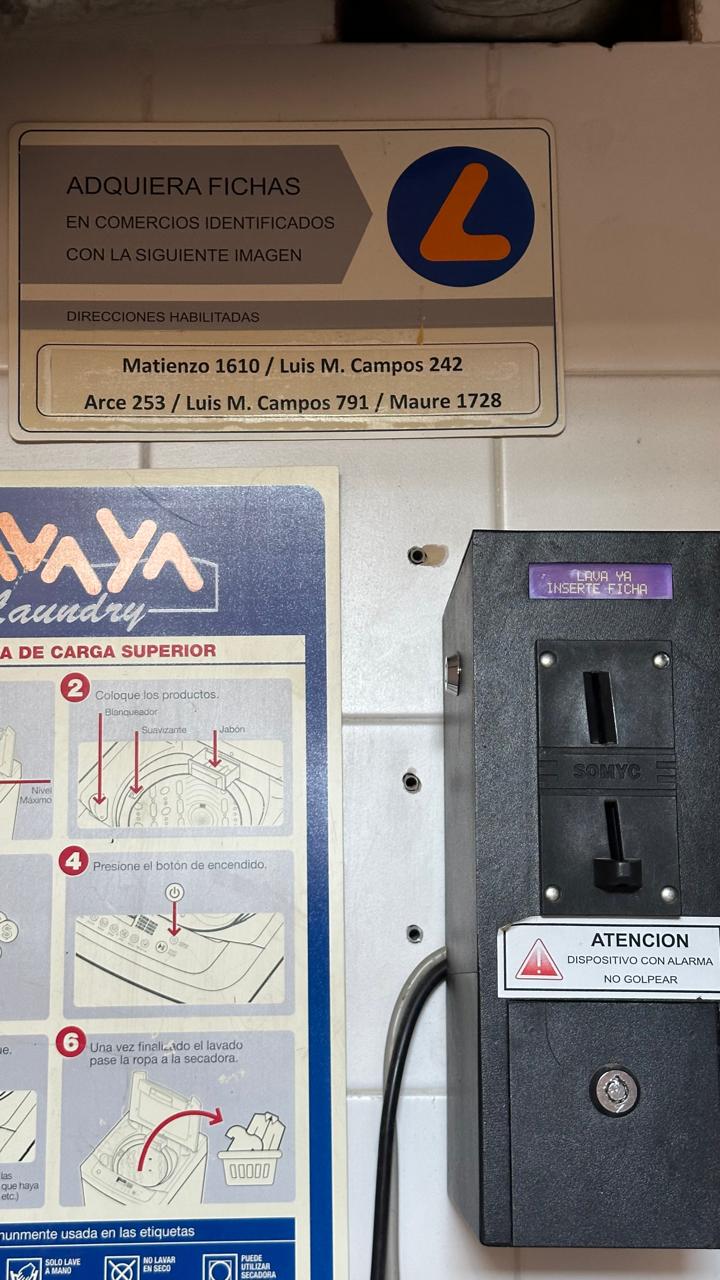 ADQUIERA FICHAS
EN COMERCIOS IDENTIFICADOS
CON LA SIGUIENTE IMAGEN
DIRECCIONES HABILITADAS
Matienzo 1610 / Luis M. Campos 242
Arce 253 / Luis M. Campos 791 / Maure 1728
LAVA YA
INSERTE FICHA
SOMYC
ATENCION
DISPOSITIVO CON ALARMA
NO GOLPEAR
AVAYA
Laundry
A DE CARGA SUPERIOR
Nivel
Máximo
2 Coloque los productos.
Blanqueador
Suavizante
Jabón
4 Presione el botón de encendido.
6 Una vez finalizado el lavado
pase la ropa a la secadora.
que haya
etc.)
usada en las etiquetas
SOLO LAVE
A MANO
NO LAVAR
EN SECO
PUEDE
UTILIZAR
SECADORA